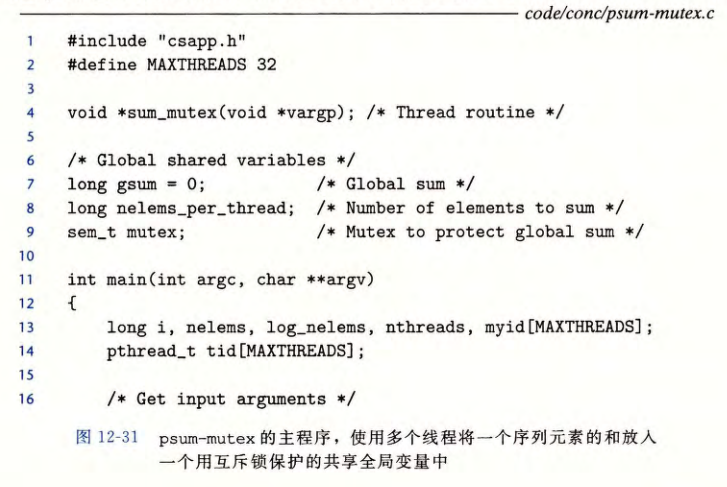 code/conc/psum-mutex.c
1 #include "csapp.h"
2 #define MAXTHREADS 32
3
4 void *sum_mutex(void *vargp); /* Thread routine */
5
6 /* Global shared variables */
7 long gsum = 0; /* Global sum */
8 long nelems_per_thread; /* Number of elements to sum */
9 sem_t mutex; /* Mutex to protect global sum */
10
11 int main(int argc, char **argv)
12 {
13 long i, nelems, log_nelems, nthreads, myid[MAXTHREADS];
14 pthread_t tid[MAXTHREADS];
15
16 /* Get input arguments */
图 12-31 psum-mutex 的主程序，使用多个线程将一个序列元素的和放入
一个用互斥锁保护的共享全局变量中